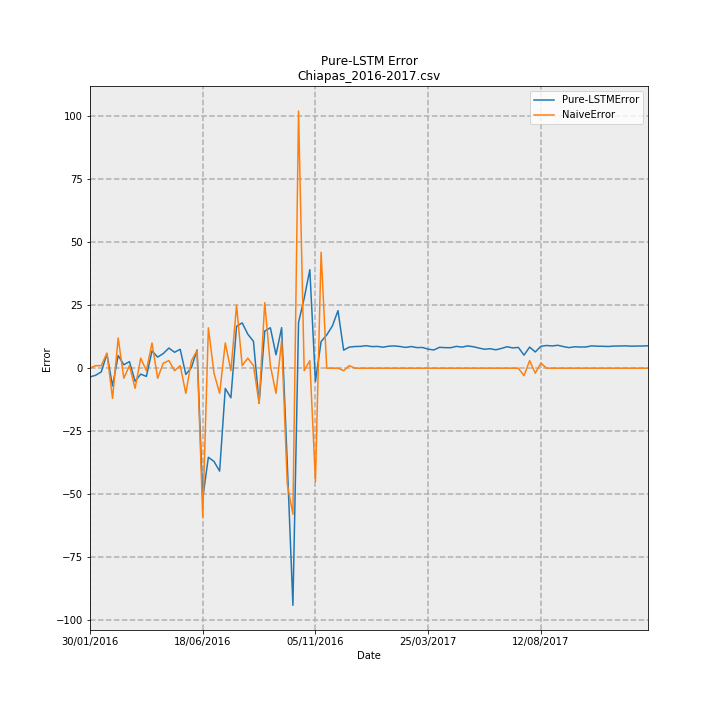 Pure-LSTM Error
Chiapas_2016-2017.csv
Pure-LSTMError
NaiveError
100
75
50
25
0
−25
−50
−75
−100
Error
30/01/2016 18/06/2016 05/11/2016 25/03/2017 12/08/2017
Date